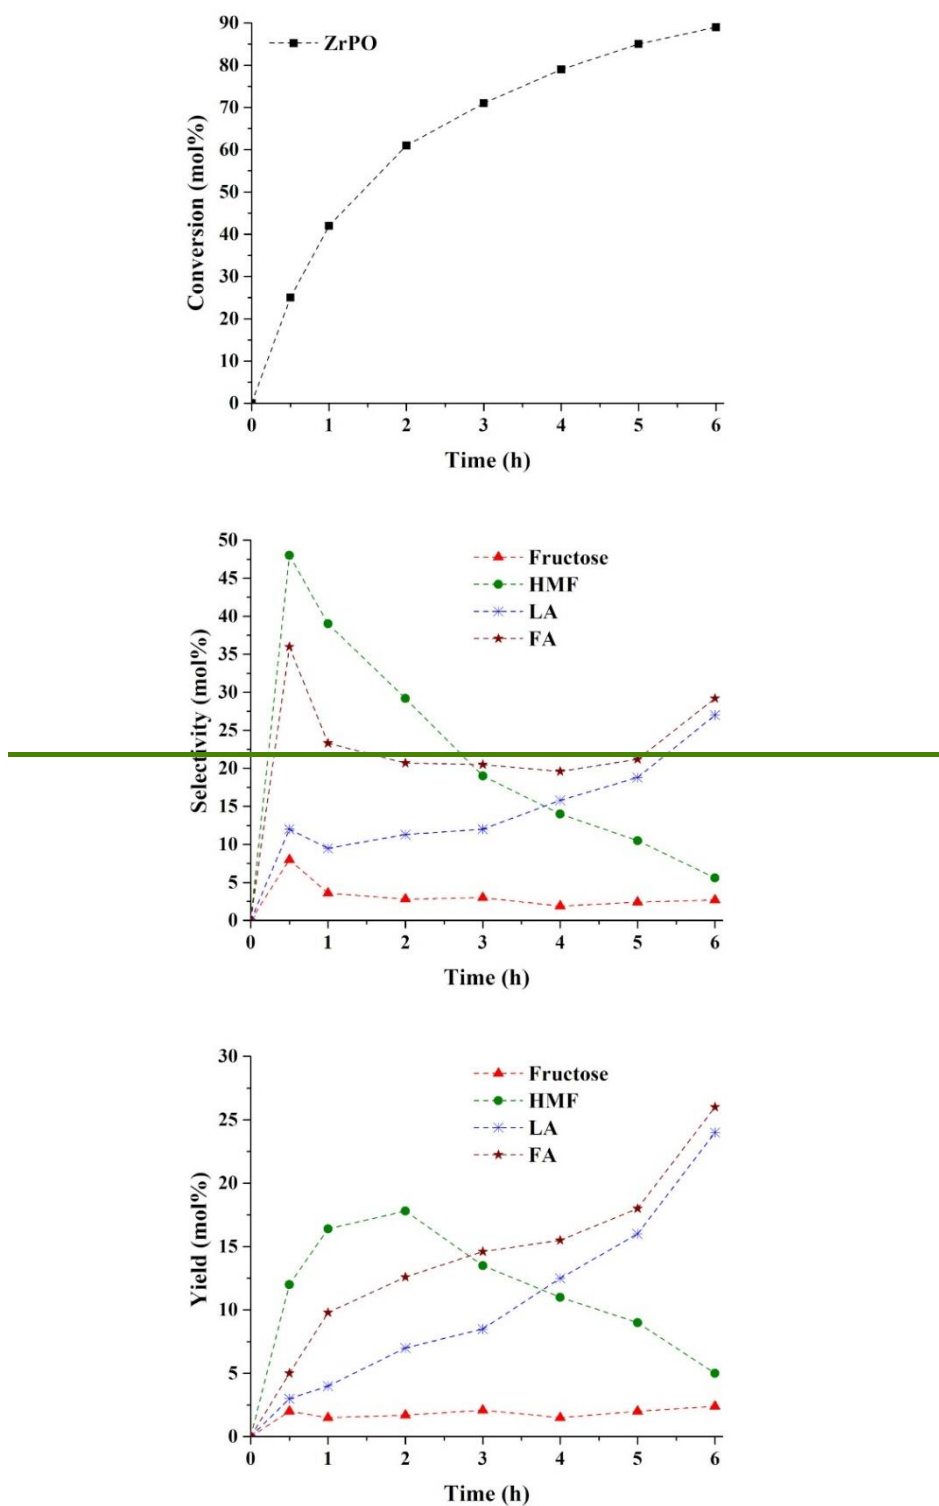 90
ZrPO
80
70
60
50
40
30
20
10
0
Conversion (mol%)
0 1 2 3 4 5 6
Time (h)
50
Fructose
45
HMF
40
LA
35
FA
30
25
20
15
10
5
0
Selectivity (mol%)
0 1 2 3 4 5 6
Time (h)
30
Fructose
HMF
25
LA
FA
20
15
10
5
0
Yield (mol%)
0 1 2 3 4 5 6
Time (h)